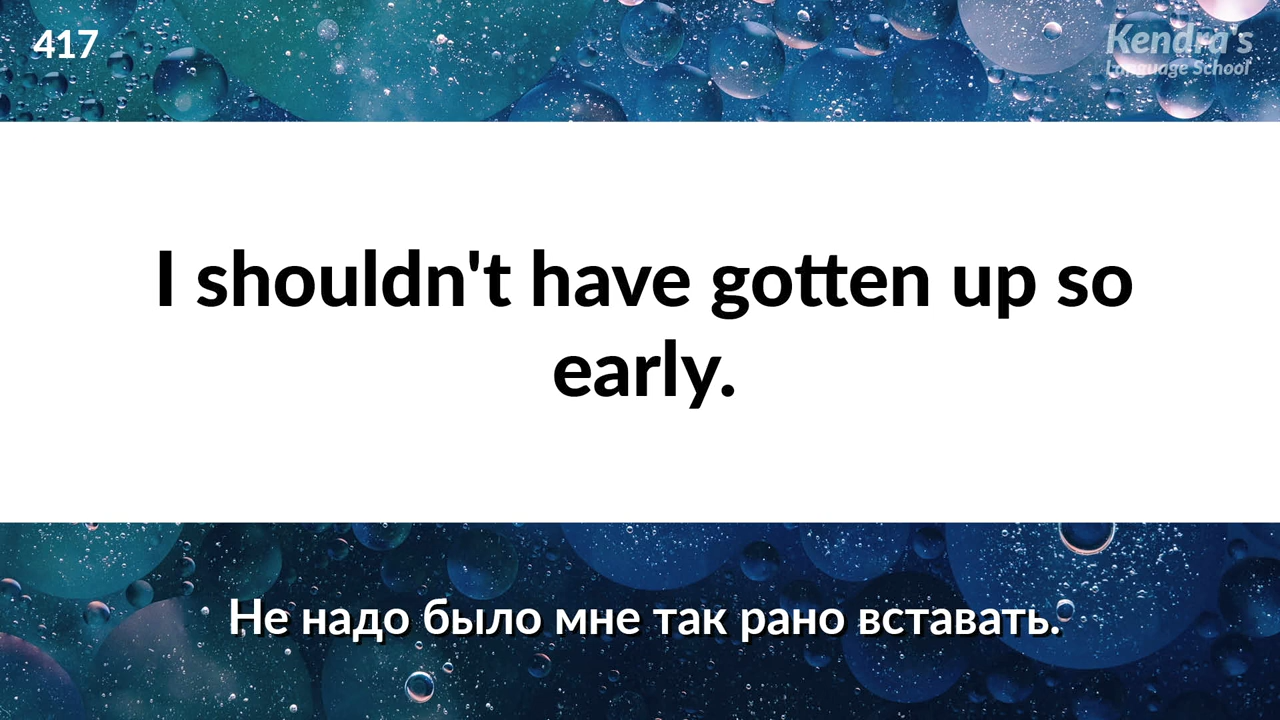 417
Kendra's
Language School
I shouldn't have gotten up so
early.
Не надо было мне так рано вставать.